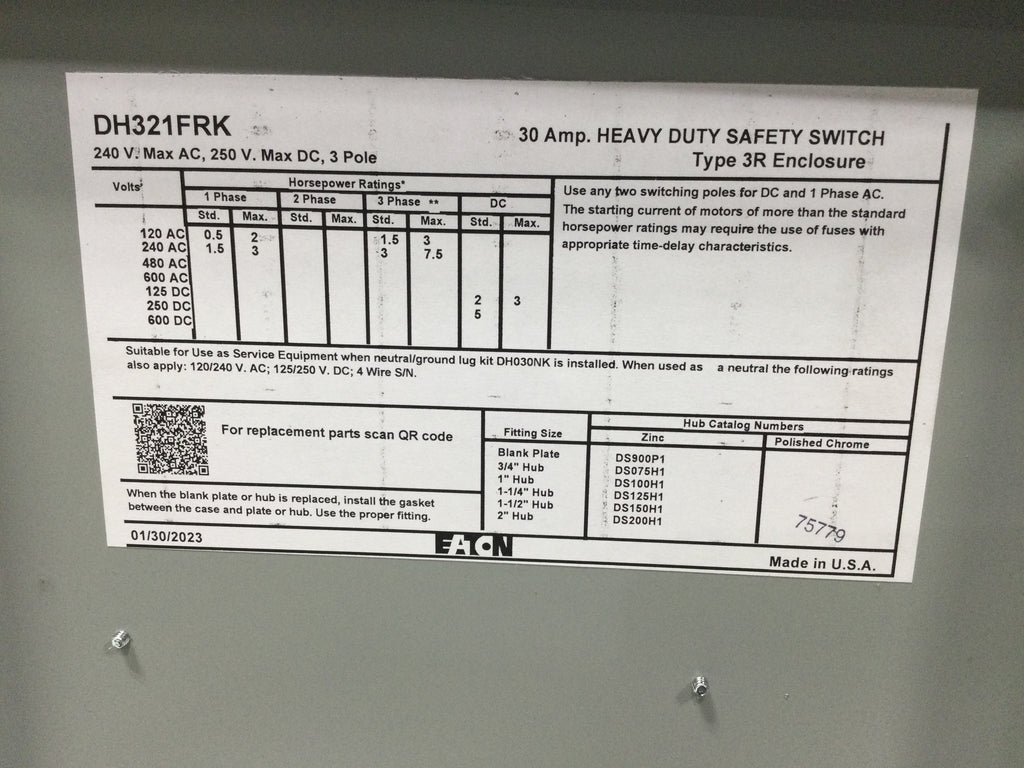 DH321FRK
240 V. Max AC, 250 V. Max DC, 3 Pole
30 Amp. HEAVY DUTY SAFETY SWITCH
Type 3R Enclosure
Volts
Horsepower Ratings*
1 Phase 2 Phase 3 Phase ** DC
Std. Max. Std. Max. Std. Max. Std. Max.
120 AC 0.5 2 1.5 3
240 AC 1.5 3 3 7.5
480 AC
600 AC
125 DC 2 3
250 DC 5
600 DC
Use any two switching poles for DC and 1 Phase AC.
The starting current of motors of more than the standard
horsepower ratings may require the use of fuses with
appropriate time-delay characteristics.
Suitable for Use as Service Equipment when neutral/ground lug kit DH030NK is installed. When used as a neutral the following ratings
also apply: 120/240 V. AC; 125/250 V. DC; 4 Wire S/N.
For replacement parts scan QR code
When the blank plate or hub is replaced, install the gasket
between the case and plate or hub. Use the proper fitting.
Fitting Size
Hub Catalog Numbers
Zinc Polished Chrome
Blank Plate DS900P1
3/4" Hub DS075H1
1" Hub DS100H1
1-1/4" Hub DS125H1
1-1/2" Hub DS150H1
2" Hub DS200H1
75779
01/30/2023
EATON
Made in U.S.A.